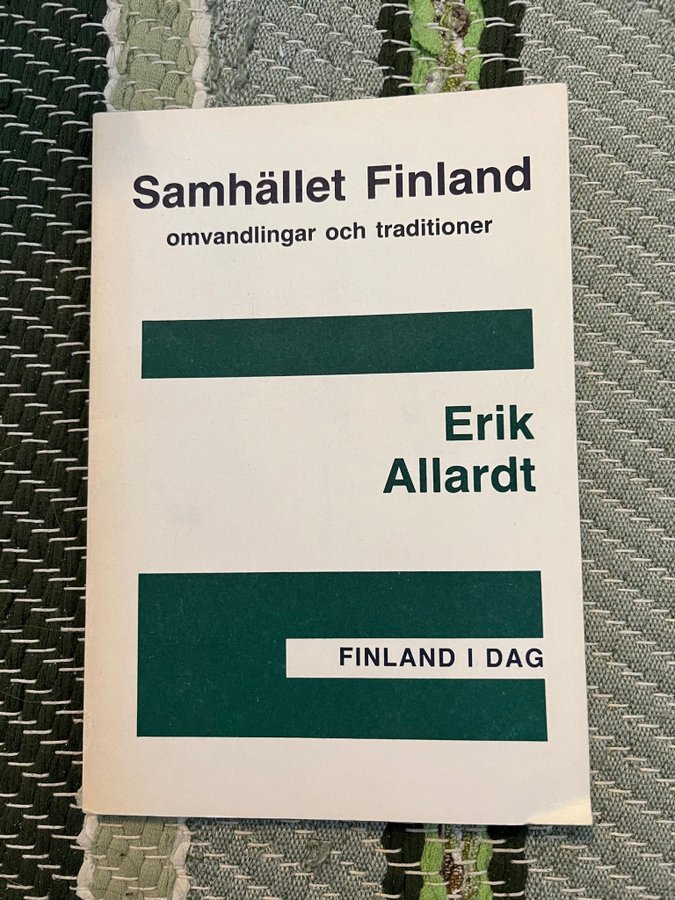 Samhället Finland
omvandlingar och traditioner
Erik
Allardt
FINLAND I DAG